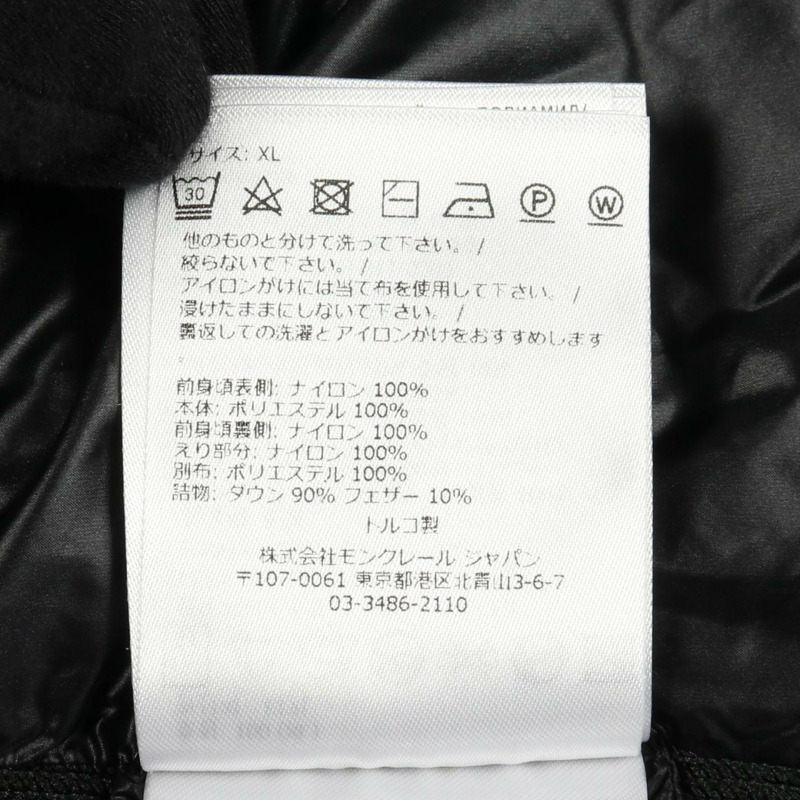 サイズ: XL
30
P
W
他のものと分けて洗って下さい。 /
絞らないで下さい。 /
アイロンがけには当て布を使用して下さい。 /
浸けたままにしないで下さい。 /
裏返しての洗濯とアイロンがけをおすすめします
。
前身頃表側: ナイロン 100%
本体: ポリエステル 100%
前身頃裏側: ナイロン 100%
えり部分: ナイロン 100%
別布: ポリエステル 100%
詰物: ダウン 90% フェザー 10%
トルコ製
株式会社モンクレール ジャパン
〒107-0061 東京都港区北青山3-6-7
03-3486-2110